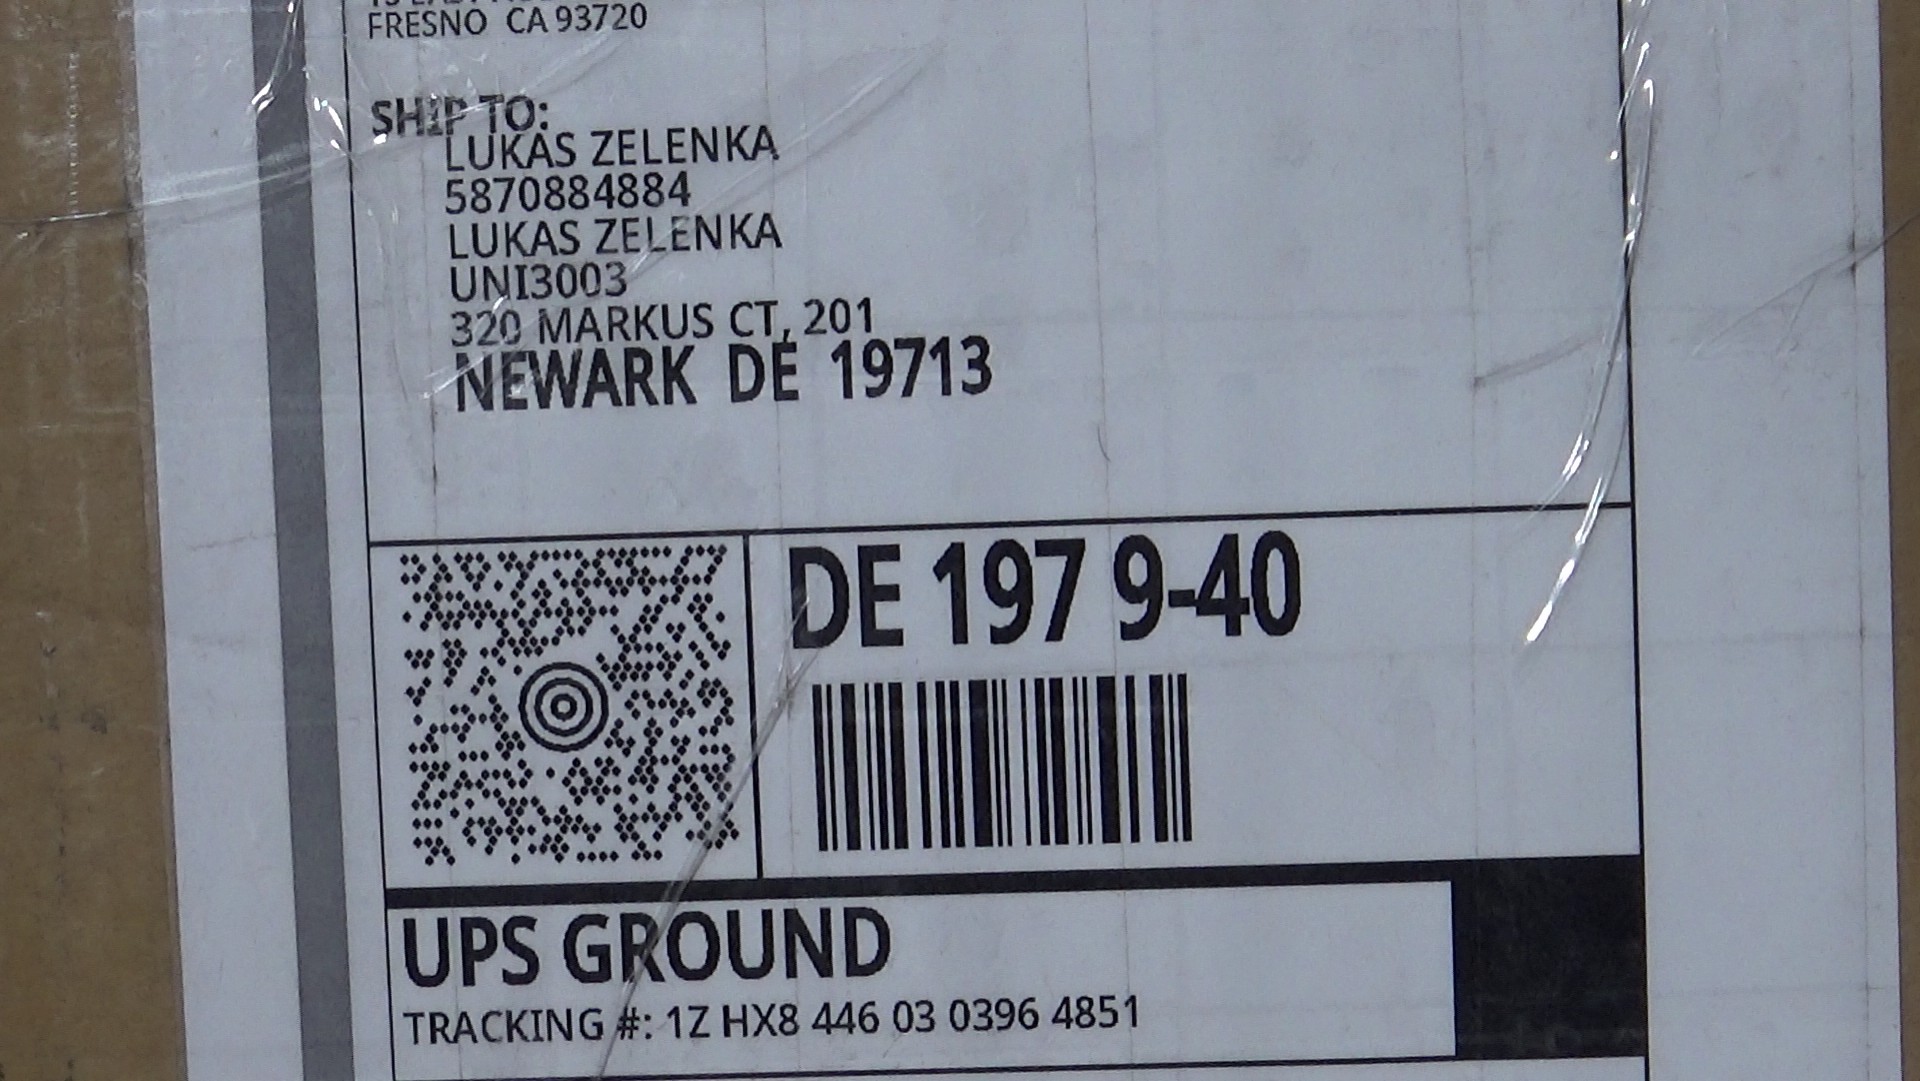 FRESNO CA 93720
SHIP TO:
LUKAS ZELENKA
5870884884
LUKAS ZELENKA
UNI3003
320 MARKUS CT, 201
NEWARK DE 19713
DE 197 9-40
UPS GROUND
TRACKING #: 1Z HX8 446 03 0396 4851